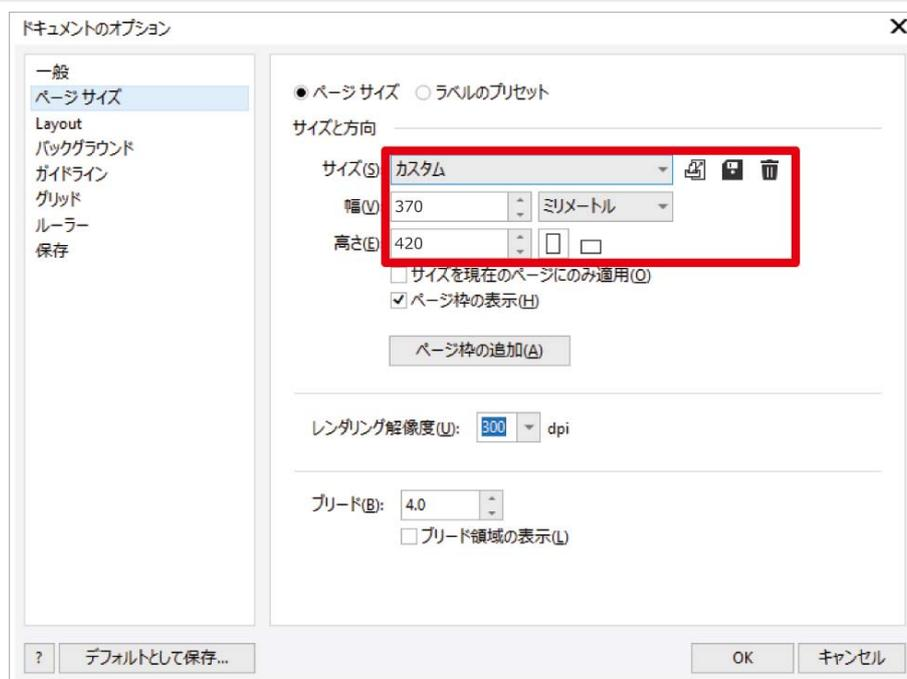 ドキュメントのオプション
一般
ページ サイズ
Layout
バックグラウンド
ガイドライン
グリッド
ルーラー
保存
ページ サイズ ラベルのプリセット
サイズと方向
サイズ(S) カスタム
幅(V) 370 ミリメートル
高さ(E) 420
サイズを現在のページにのみ適用(O)
ページ枠の表示(H)
ページ枠の追加(A)
レンダリング解像度(U): 300 dpi
ブリード(B): 4.0
ブリード領域の表示(L)
? デフォルトとして保存... OK キャンセル